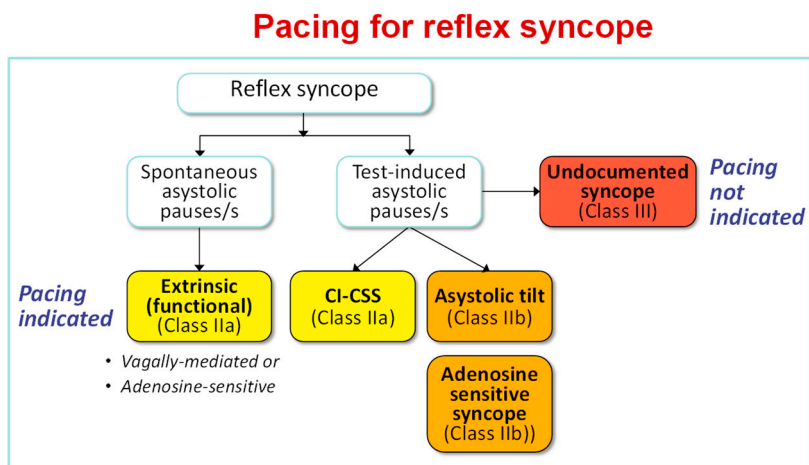 Pacing for reflex syncope
Reflex syncope
Spontaneous
asystolic
pauses/s
Test-induced
asystolic
pauses/s
Undocumented
syncope
(Class III)
Pacing
not
indicated
Pacing
indicated
Extrinsic
(functional)
(Class IIa)
CI-CSS
(Class IIa)
Asystolic tilt
(Class IIb)
• Vagally-mediated or
• Adenosine-sensitive
Adenosine
sensitive
syncope
(Class IIb))